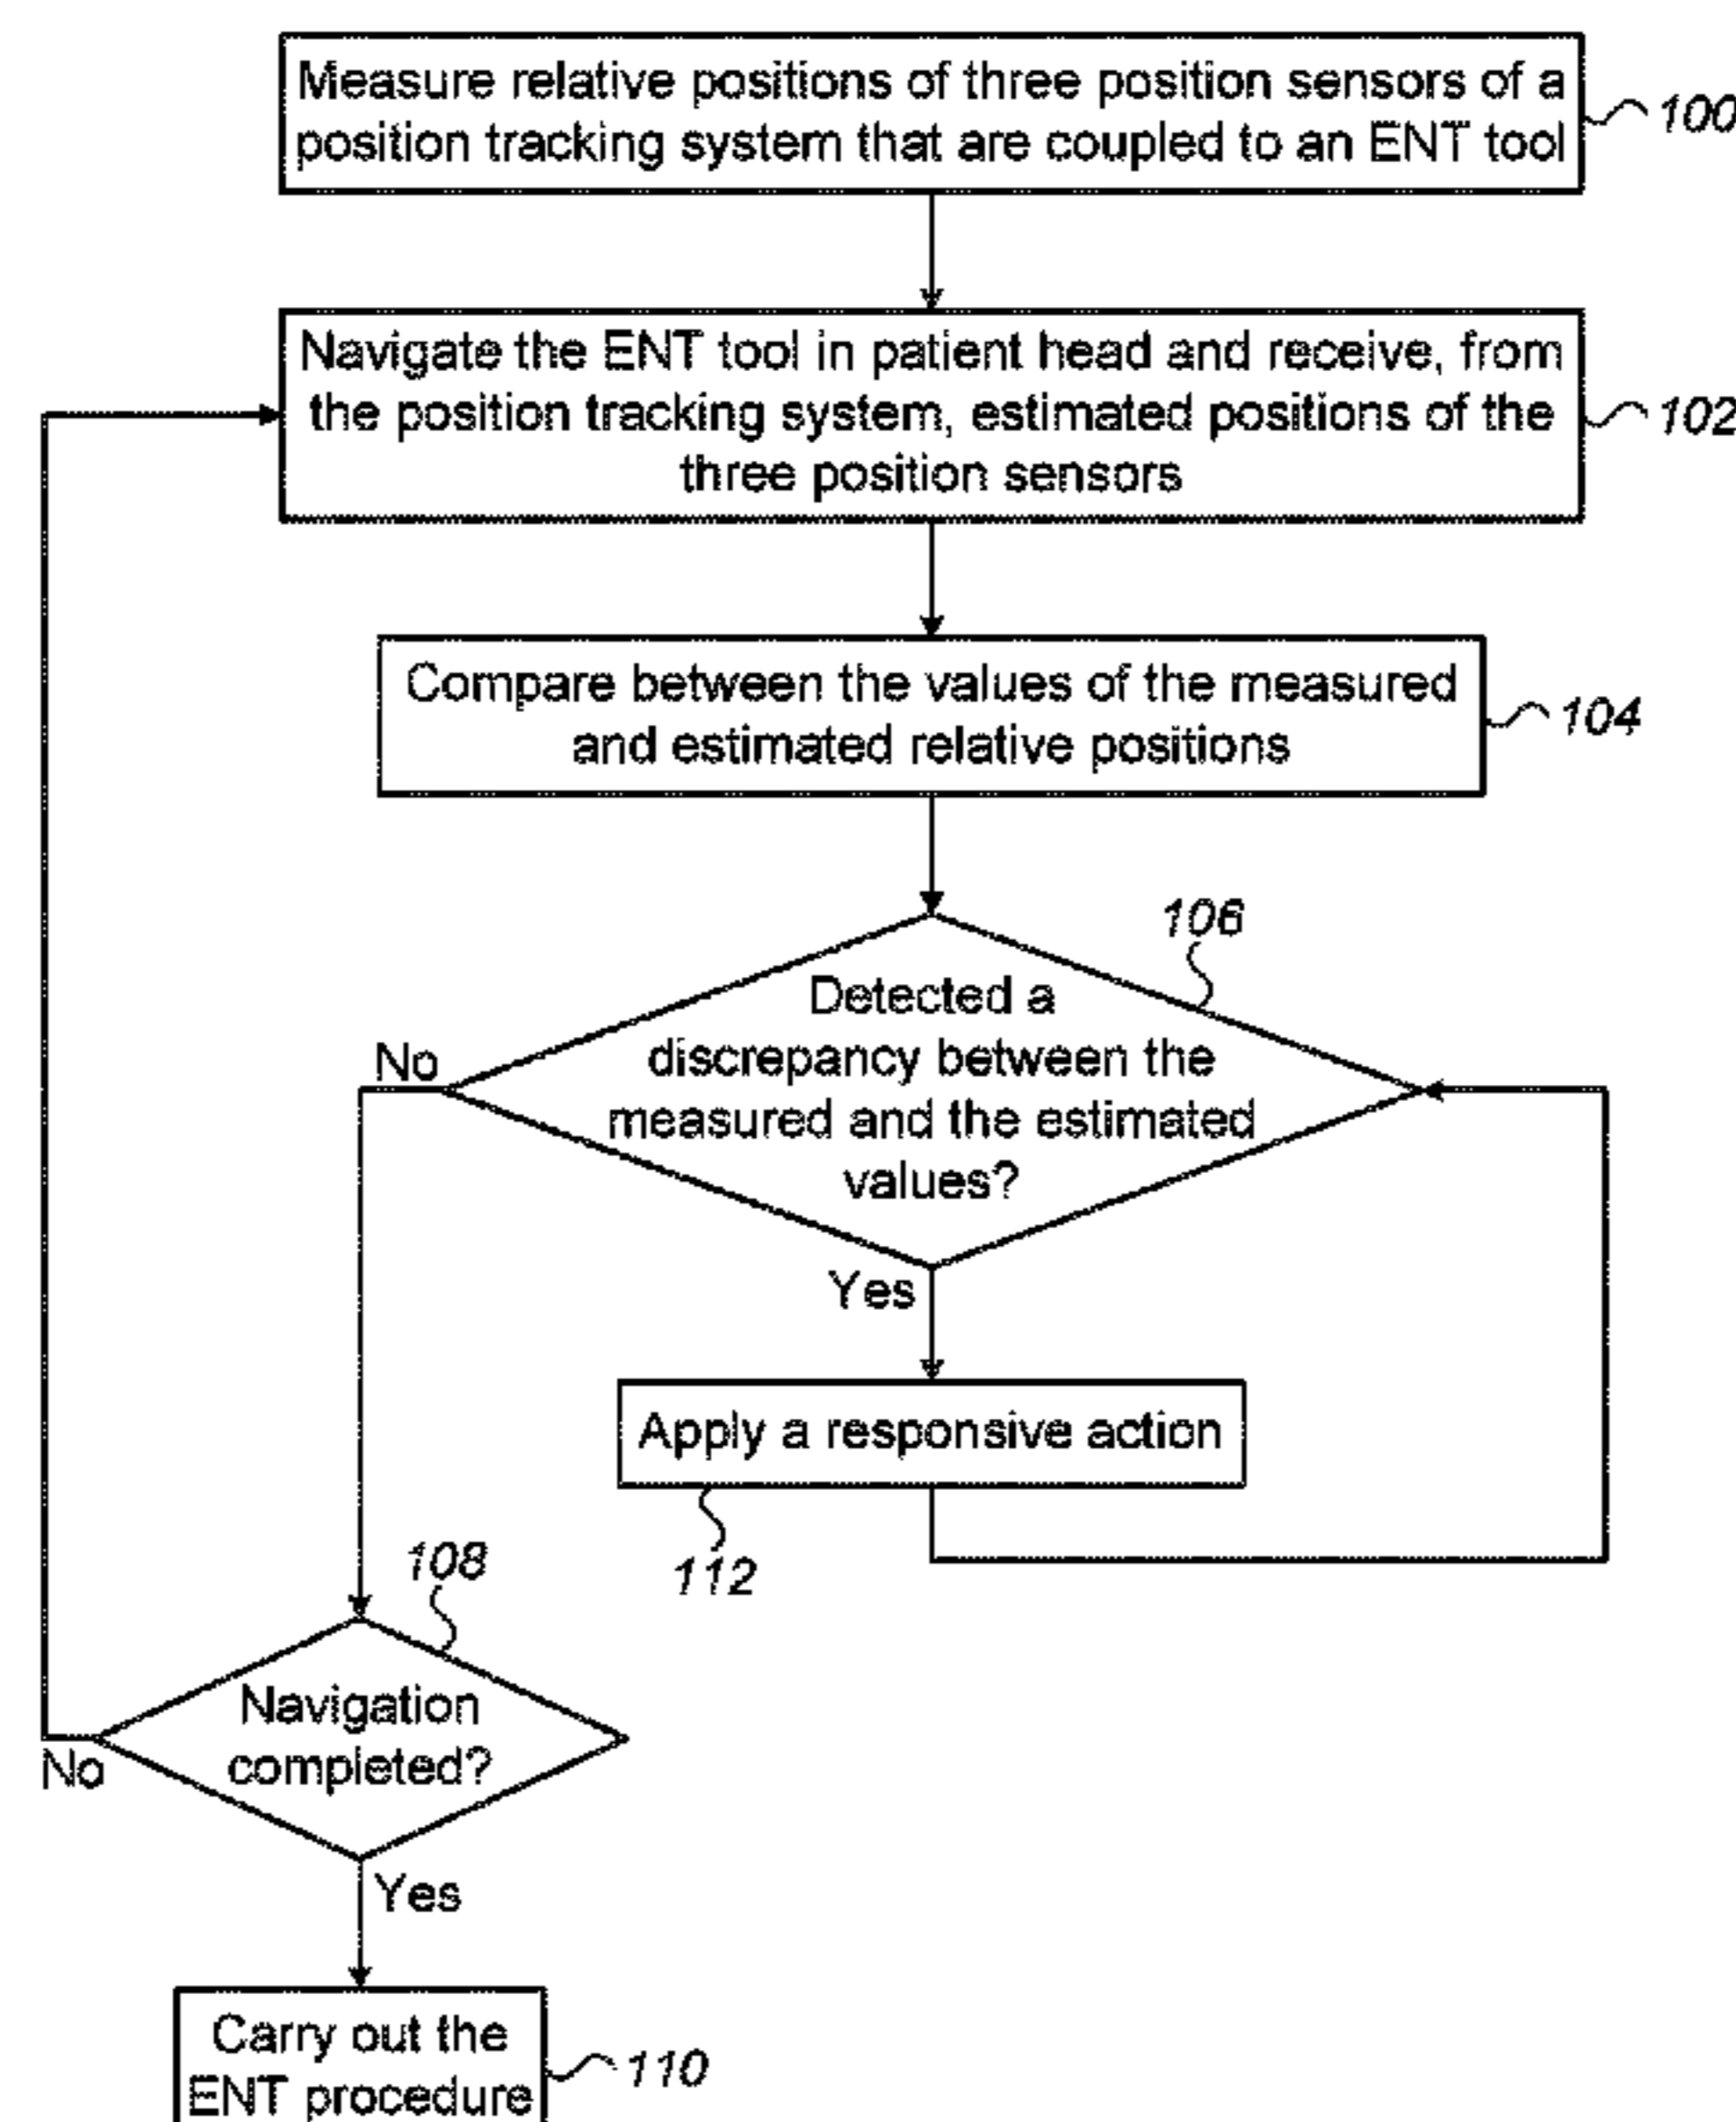 Measure relative positions of three position sensors of a
position tracking system that are coupled to an ENT tool
100
Navigate the ENT tool in patient head and receive, from
the position tracking system, estimated positions of the
three position sensors
102
Compare between the values of the measured
and estimated relative positions
104
106
Detected a
discrepancy between the
measured and the estimated
values?
No
Yes
Apply a responsive action
112
108
Navigation
completed?
No
Yes
Carry out the
ENT procedure
110